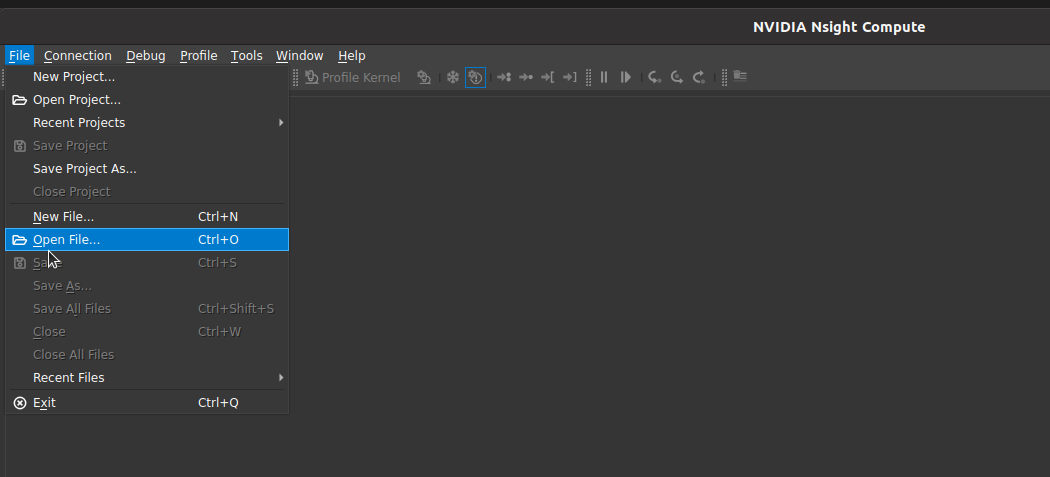 NVIDIA Nsight Compute
File Connection Debug Profile Tools Window Help
Profile Kernel
New Project...
Open Project...
Recent Projects
Save Project
Save Project As...
Close Project
New File... Ctrl+N
Open File... Ctrl+O
Save Ctrl+S
Save As...
Save All Files Ctrl+Shift+S
Close Ctrl+W
Close All Files
Recent Files
Exit Ctrl+Q